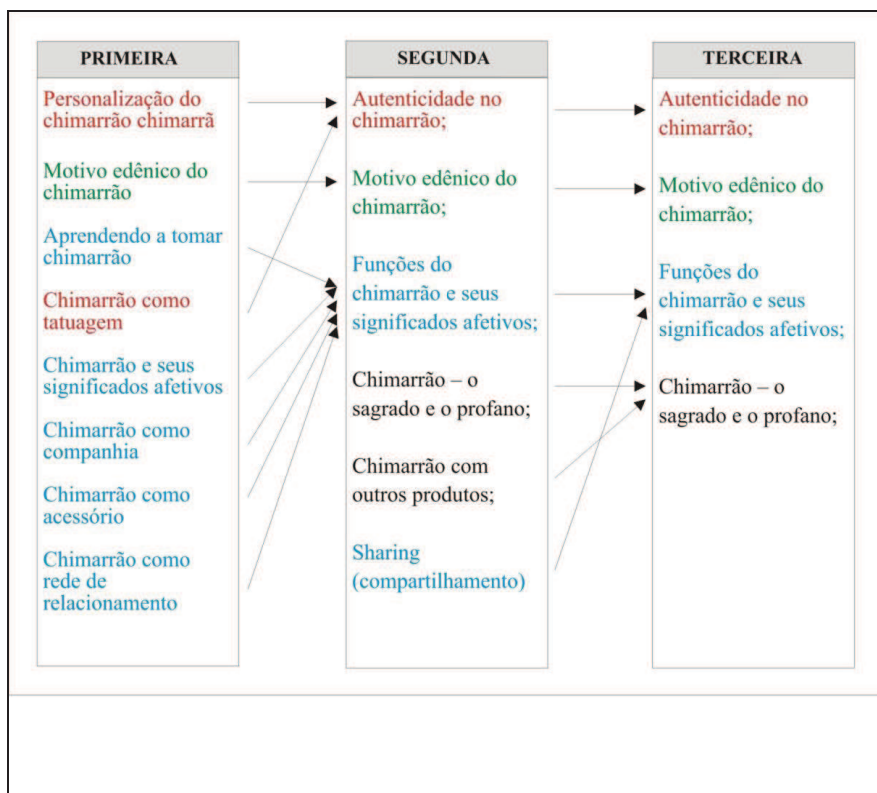 PRIMEIRA
Personalização do
chimarrão chimarrã
Motivo edênico do
chimarrão
Aprendendo a tomar
chimarrão
Chimarrão como
tatuagem
Chimarrão e seus
significados afetivos
Chimarrão como
companhia
Chimarrão como
acessório
Chimarrão como
rede de
relacionamento
SEGUNDA
Autenticidade no
chimarrão;
Motivo edênico do
chimarrão;
Funções do
chimarrão e seus
significados afetivos;
Chimarrão – o
sagrado e o profano;
Chimarrão com
outros produtos;
Sharing
(compartilhamento)
TERCEIRA
Autenticidade no
chimarrão;
Motivo edênico do
chimarrão;
Funções do
chimarrão e seus
significados afetivos;
Chimarrão – o
sagrado e o profano;